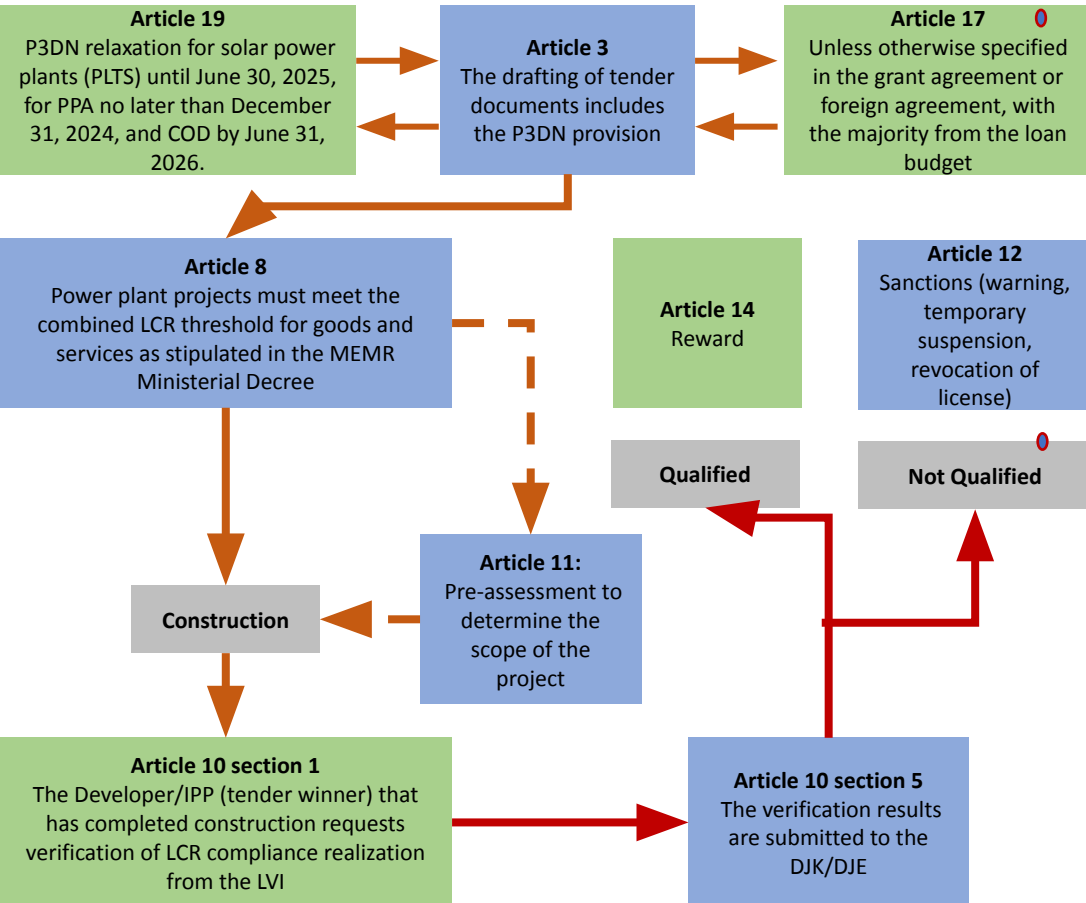 Article 19
P3DN relaxation for solar power
plants (PLTS) until June 30, 2025,
for PPA no later than December
31, 2024, and COD by June 31,
2026.
Article 3
The drafting of tender
documents includes
the P3DN provision
Article 17
Unless otherwise specified
in the grant agreement or
foreign agreement, with
the majority from the loan
budget
Article 8
Power plant projects must meet the
combined LCR threshold for goods and
services as stipulated in the MEMR
Ministerial Decree
Article 14
Reward
Article 12
Sanctions (warning,
temporary
suspension,
revocation of
license)
Qualified
Not Qualified
Article 11:
Pre-assessment to
determine the
scope of the
project
Construction
Article 10 section 1
The Developer/IPP (tender winner) that
has completed construction requests
verification of LCR compliance realization
from the LVI
Article 10 section 5
The verification results
are submitted to the
DJK/DJE